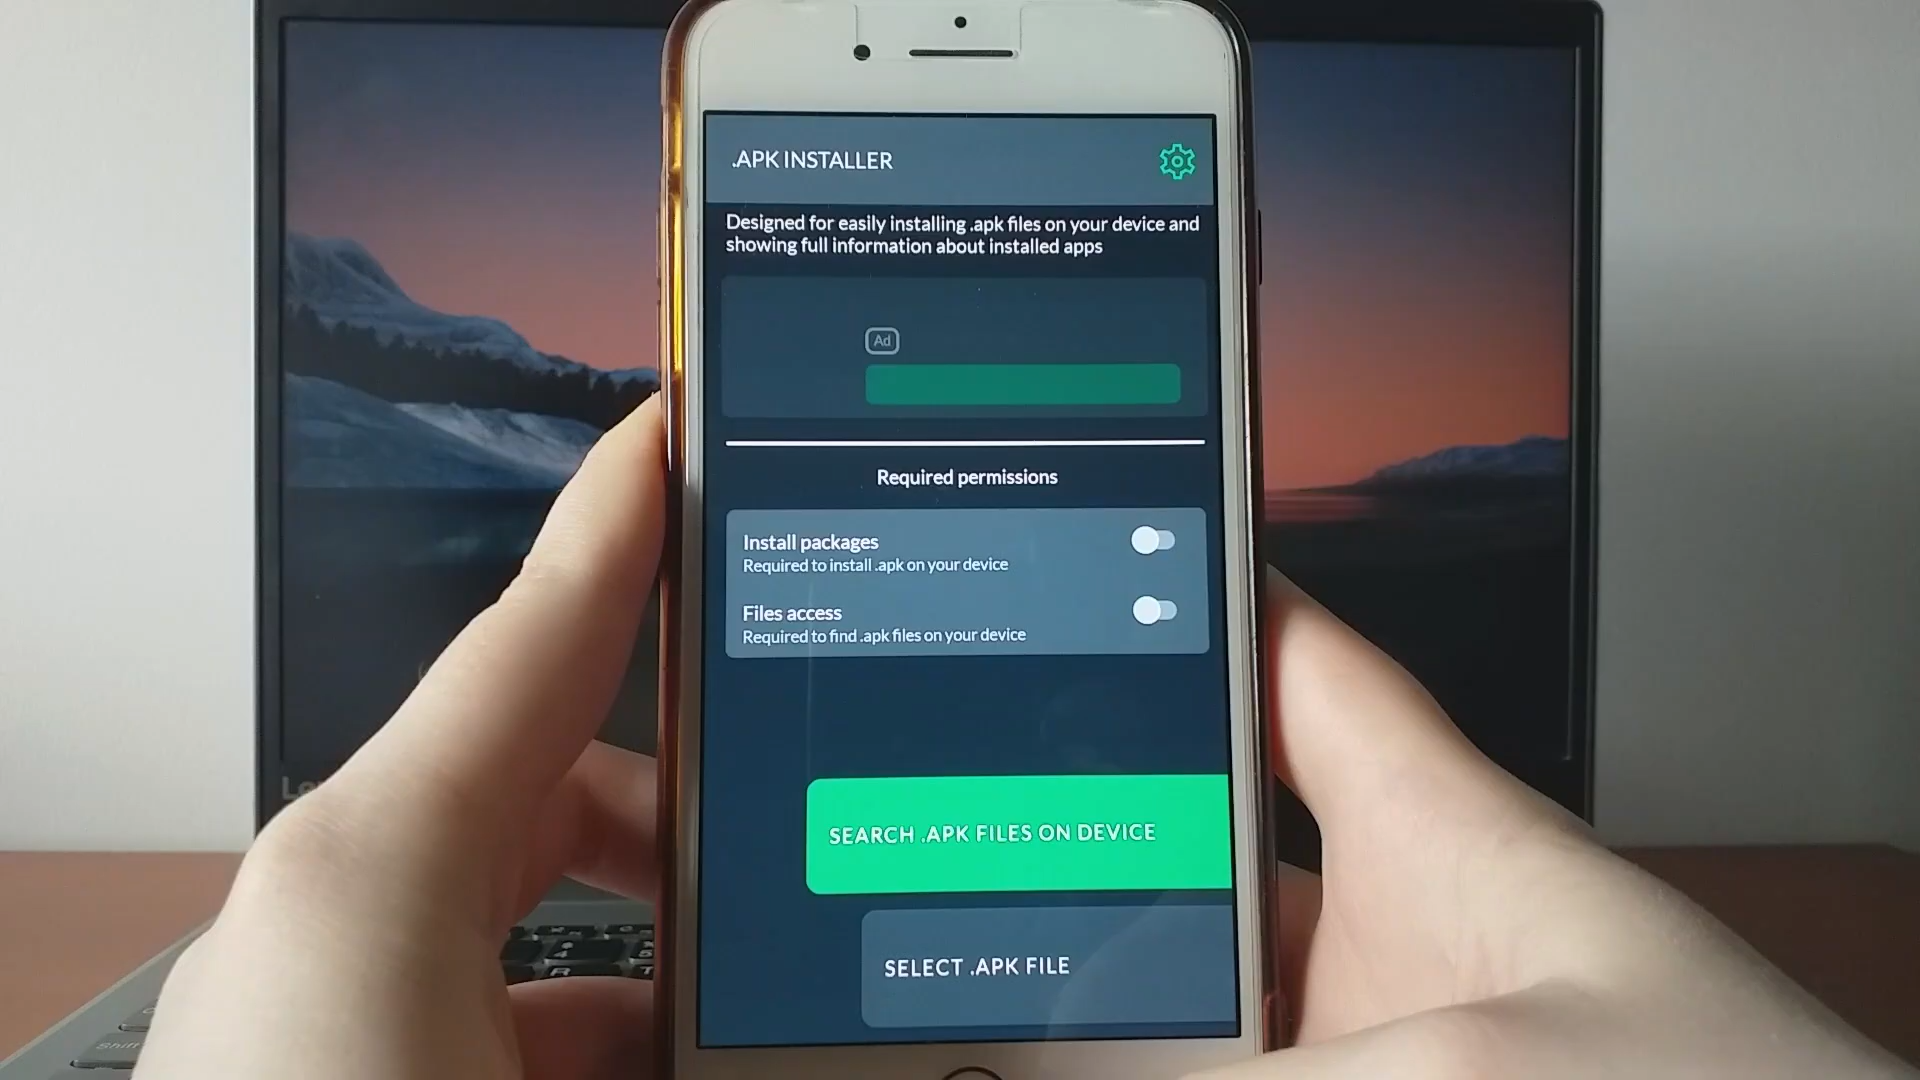 .APK INSTALLER
Designed for easily installing .apk files on your device and
showing full information about installed apps
Ad
Required permissions
Install packages
Required to install .apk on your device
Files access
Required to find .apk files on your device
SEARCH .APK FILES ON DEVICE
SELECT .APK FILE
Shift
4
R
T